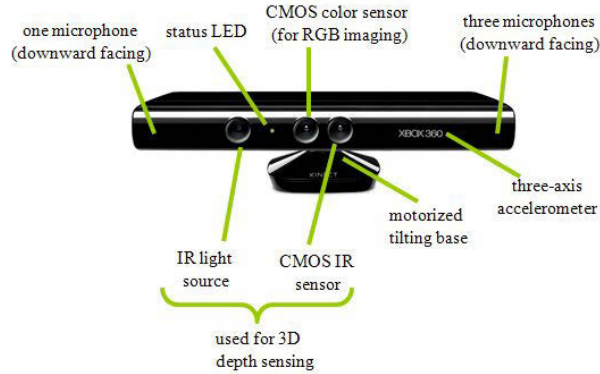 CMOS color sensor
(for RGB imaging)
one microphone
(downward facing)
status LED
three microphones
(downward facing)
XBOX 360
KINECT
three-axis
accelerometer
motorized
tilting base
IR light
source
CMOS IR
sensor
used for 3D
depth sensing